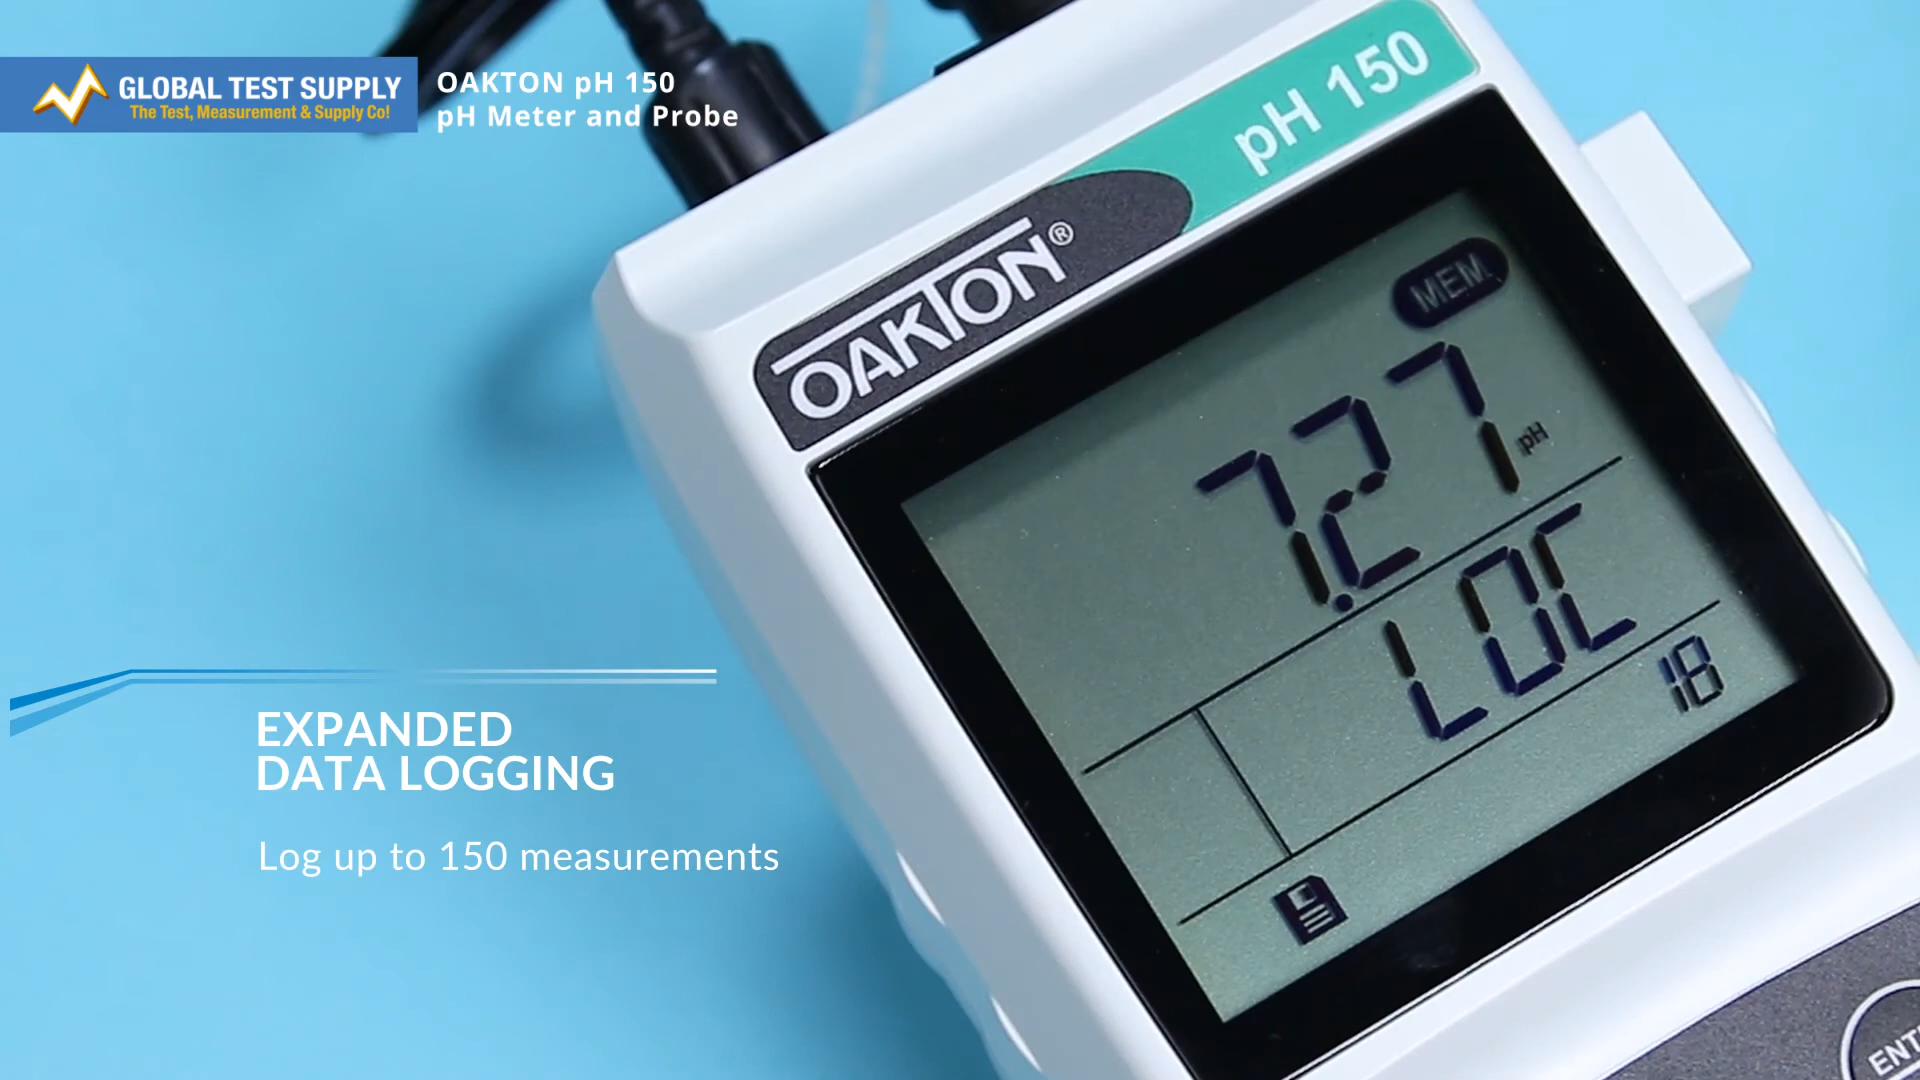 GLOBAL TEST SUPPLY
The Test, Measurement & Supply Co!
OAKTON pH 150
pH Meter and Probe
pH 150
OAKTON®
MEM
7.27 pH
LOC
18
EXPANDED
DATA LOGGING
Log up to 150 measurements